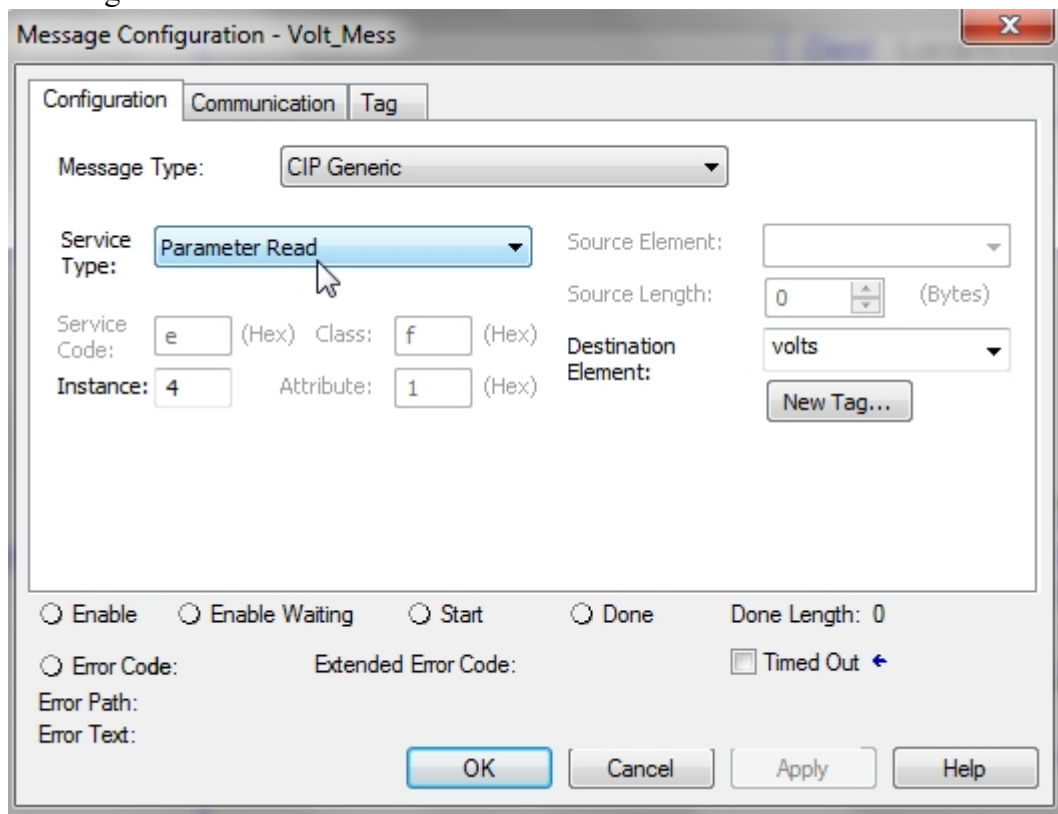 Message Configuration - Volt_Mess
X
Configuration Communication Tag
Message Type: CIP Generic
Service Type: Parameter Read
Source Element:
Source Length: 0 (Bytes)
Service Code: e (Hex) Class: f (Hex)
Destination Element: volts
Instance: 4 Attribute: 1 (Hex)
New Tag...
Enable Enable Waiting Start Done Done Length: 0
Error Code: Extended Error Code: Timed Out
Error Path:
Error Text:
OK Cancel Apply Help